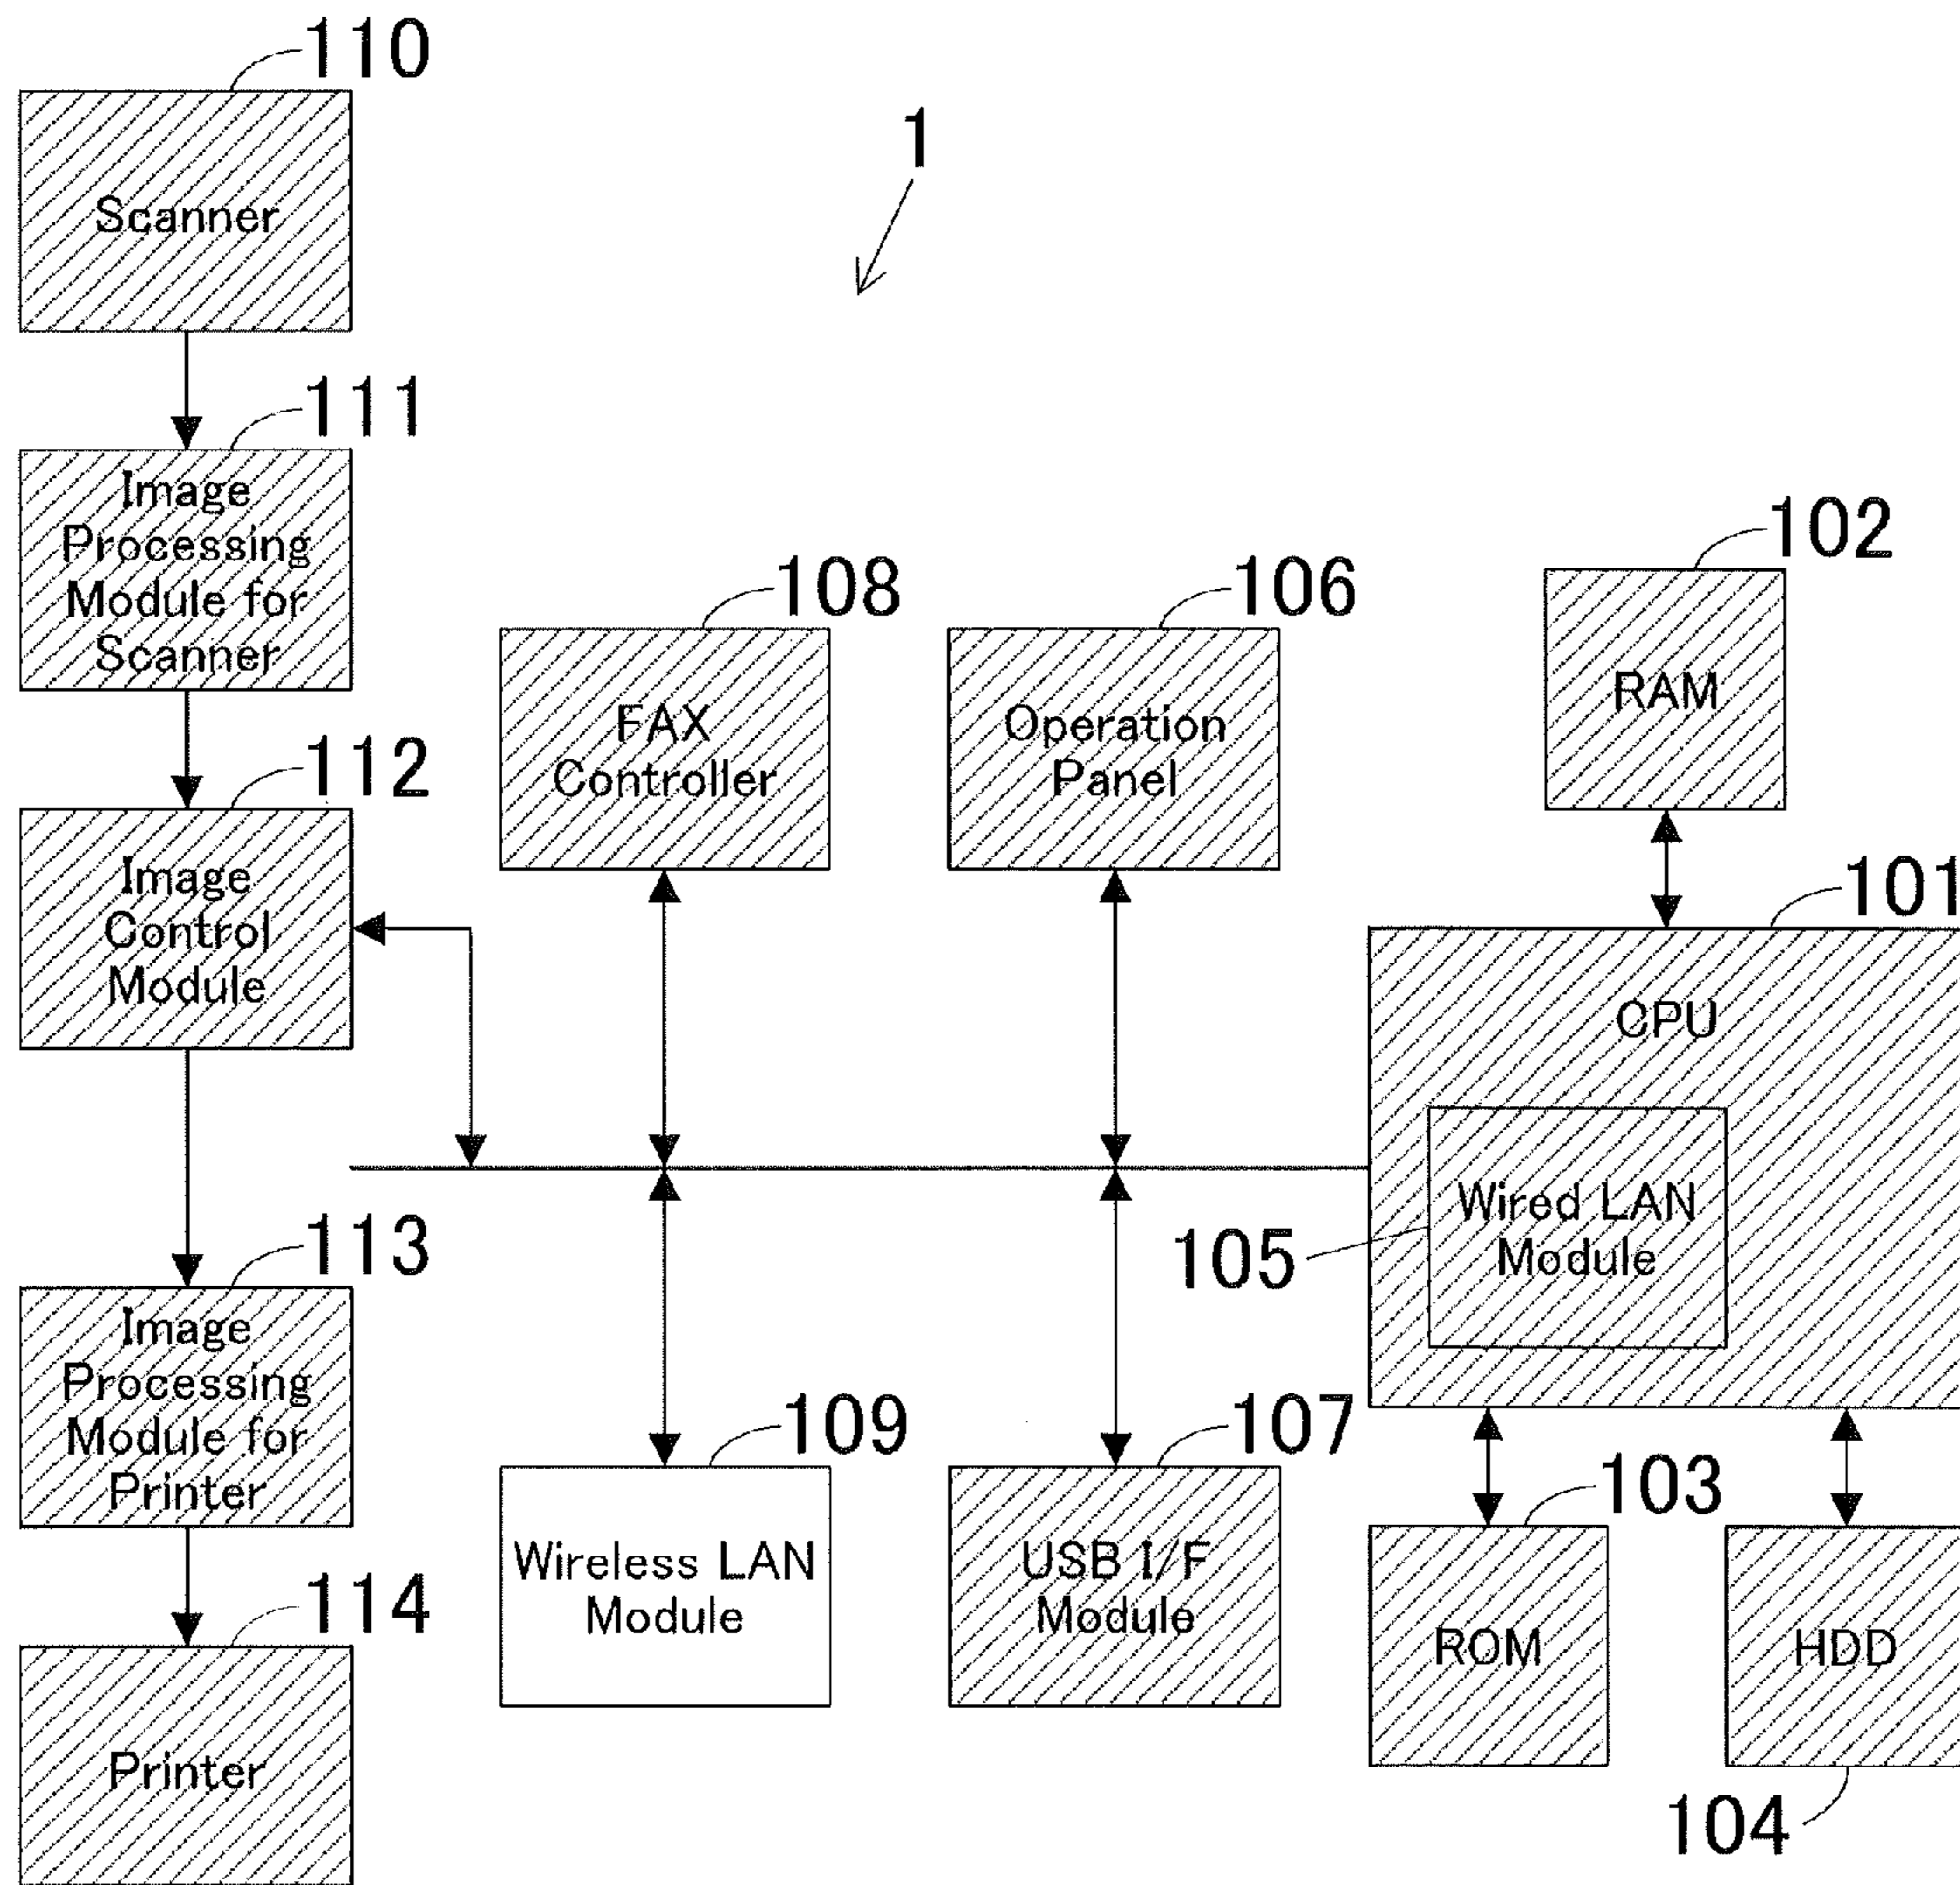 110
Scanner
1
111
Image
Processing
Module for
Scanner
112
Image
Control
Module
108
FAX
Controller
106
Operation
Panel
102
RAM
101
CPU
105
Wired LAN
Module
113
Image
Processing
Module for
Printer
109
Wireless LAN
Module
107
USB I/F
Module
103
ROM
HDD
104
114
Printer